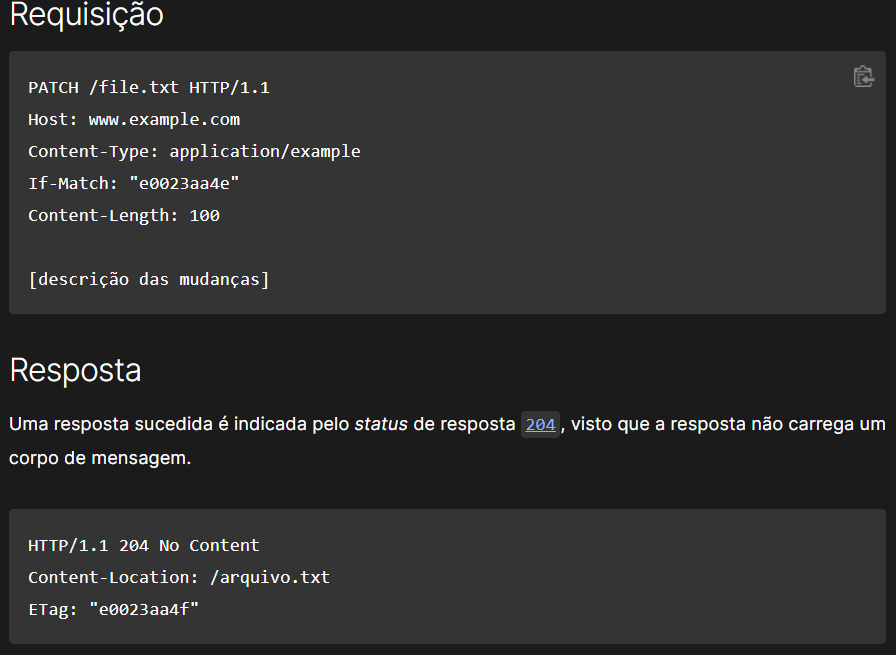 Requisição
PATCH /file.txt HTTP/1.1
Host: www.example.com
Content-Type: application/example
If-Match: "e0023aa4e"
Content-Length: 100
[descrição das mudanças]
Resposta
Uma resposta sucedida é indicada pelo status de resposta 204, visto que a resposta não carrega um
corpo de mensagem.
HTTP/1.1 204 No Content
Content-Location: /arquivo.txt
ETag: "e0023aa4f"